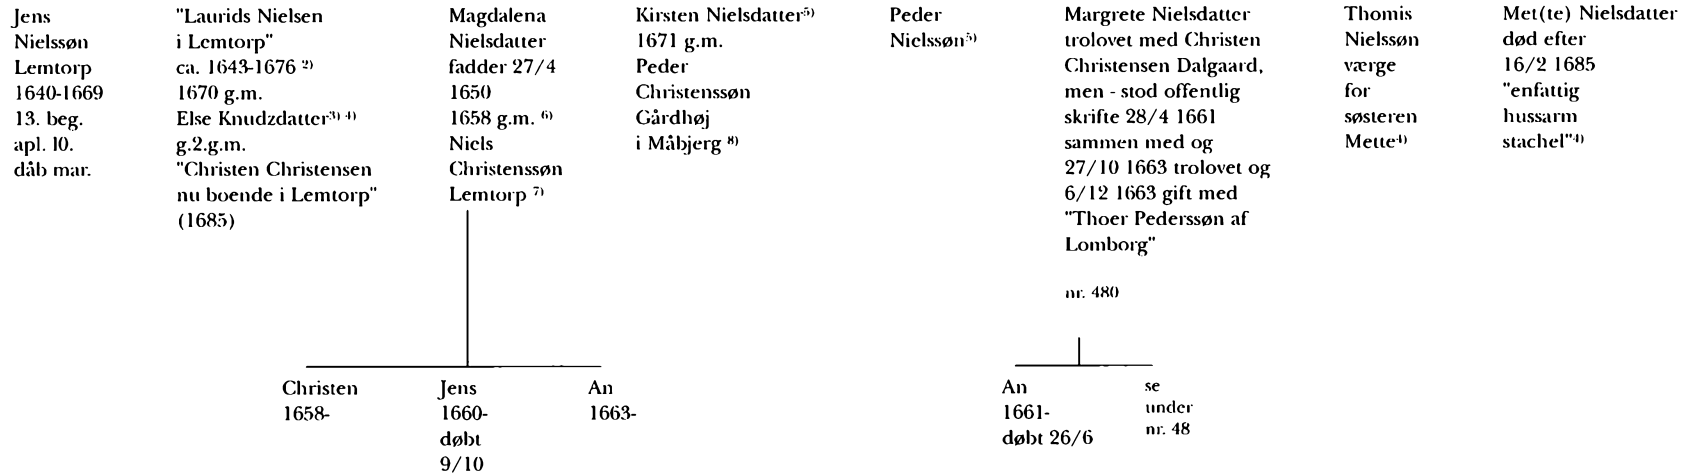 Jens
Nielssøn
Lemtorp
1640-1669
13. beg.
apl. 10.
dåb mar.
"Laurids Nielsen
i Lemtorp"
ca. 1643-1676 2)
1670 g.m.
Else Knudzdatter3) 4)
g.2.g.m.
"Christen Christensen
nu boende i Lemtorp"
(1685)
Magdalena
Nielsdatter
fadder 27/4
1650
1658 g.m. 6)
Niels
Christenssøn
Lemtorp 7)
Kirsten Nielsdatter5)
1671 g.m.
Peder
Christenssøn
Gårdhøj
i Måbjerg 8)
Peder
Nielssøn5)
Margrete Nielsdatter
trolovet med Christen
Christensen Dalgaard,
men - stod offentlig
skrifte 28/4 1661
sammen med og
27/10 1663 trolovet og
6/12 1663 gift med
"Thoer Pederssøn af
Lomborg"
nr. 480
Thomis
Nielssøn
værge
for
søsteren
Mette4)
Met(te) Nielsdatter
død efter
16/2 1685
"enfattig
hussarm
stachel"4)
Christen
1658-
Jens
1660-
døbt
9/10
An
1663-
An
1661-
døbt 26/6
se
under
nr. 48